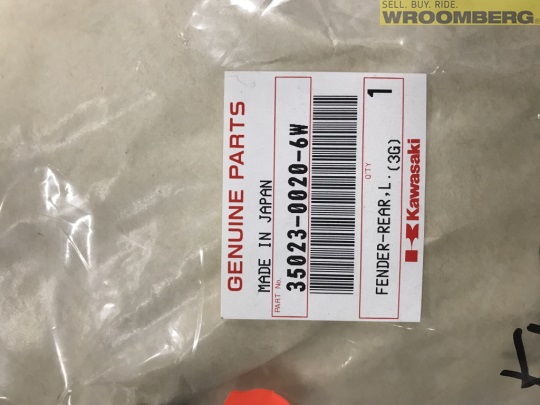 SELL. BUY. RIDE.
WROOMBERG
GENUINE PARTS
MADE IN JAPAN
PART No. 35023-0020-6W
Q'TY 1
FENDER-REAR,L.(3G)
Kawasaki